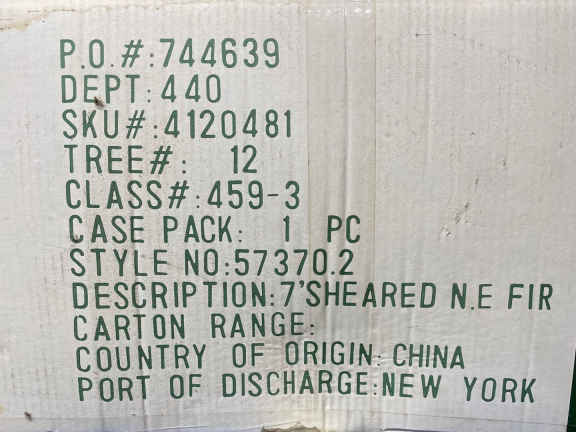 P.O.#:744639
DEPT:440
SKU#:4120481
TREE#: 12
CLASS#:459-3
CASE PACK: 1 PC
STYLE NO:57370.2
DESCRIPTION:7'SHEARED N.E FIR
CARTON RANGE:
COUNTRY OF ORIGIN:CHINA
PORT OF DISCHARGE:NEW YORK